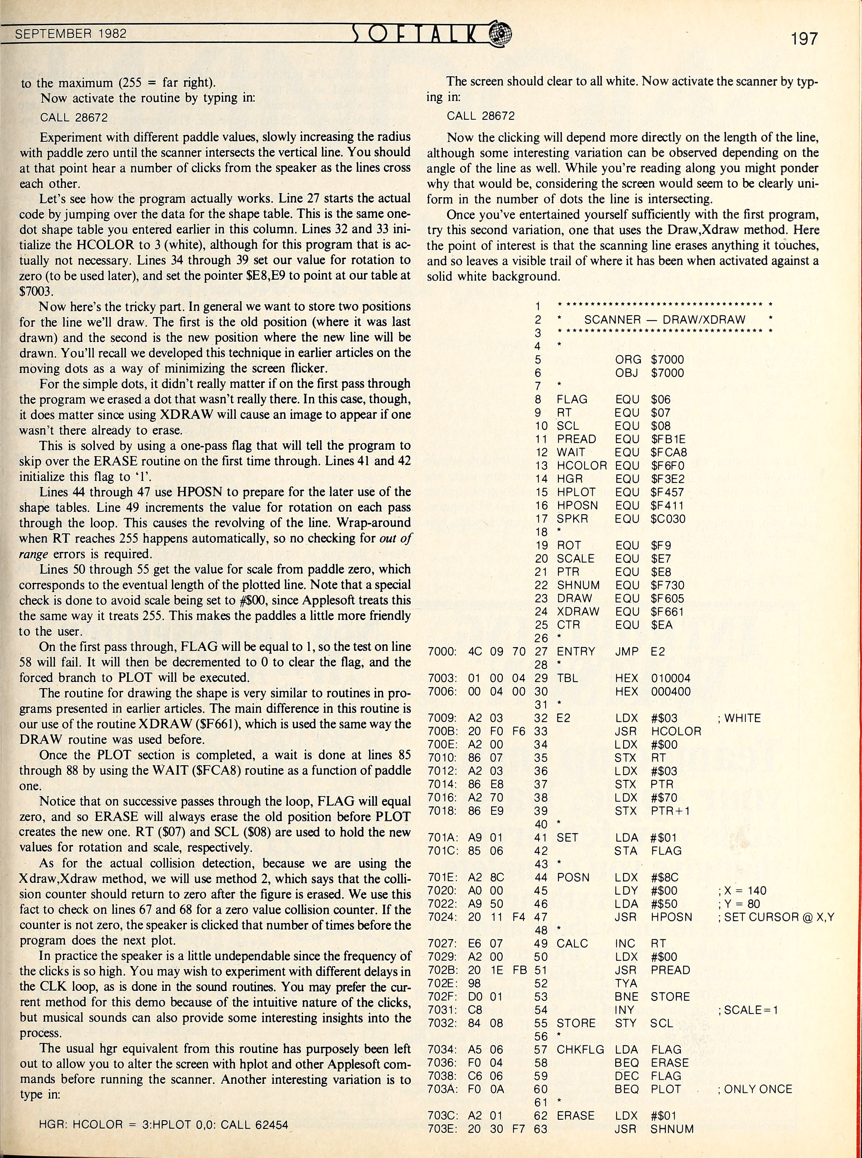 SEPTEMBER 1982
SOFTALK
197
to the maximum (255 = far right).
Now activate the routine by typing in:
CALL 28672
Experiment with different paddle values, slowly increasing the radius
with paddle zero until the scanner intersects the vertical line. You should
at that point hear a number of clicks from the speaker as the lines cross
each other.
Let's see how the program actually works. Line 27 starts the actual
code by jumping over the data for the shape table. This is the same one-
dot shape table you entered earlier in this column. Lines 32 and 33 ini-
tialize the HCOLOR to 3 (white), although for this program that is ac-
tually not necessary. Lines 34 through 39 set our value for rotation to
zero (to be used later), and set the pointer $E8,E9 to point at our table at
$7003.
Now here's the tricky part. In general we want to store two positions
for the line we'll draw. The first is the old position (where it was last
drawn) and the second is the new position where the new line will be
drawn. You'll recall we developed this technique in earlier articles on the
moving dots as a way of minimizing the screen flicker.
For the simple dots, it didn't really matter if on the first pass through
the program we erased a dot that wasn't really there. In this case, though,
it does matter since using XDRAW will cause an image to appear if one
wasn't there already to erase.
This is solved by using a one-pass flag that will tell the program to
skip over the ERASE routine on the first time through. Lines 41 and 42
initialize this flag to '1'.
Lines 44 through 47 use HPOSN to prepare for the later use of the
shape tables. Line 49 increments the value for rotation on each pass
through the loop. This causes the revolving of the line. Wrap-around
when RT reaches 255 happens automatically, so no checking for out of
range errors is required.
Lines 50 through 55 get the value for scale from paddle zero, which
corresponds to the eventual length of the plotted line. Note that a special
check is done to avoid scale being set to #$00, since Applesoft treats this
the same way it treats 255. This makes the paddles a little more friendly
to the user.
On the first pass through, FLAG will be equal to 1, so the test on line
58 will fail. It will then be decremented to 0 to clear the flag, and the
forced branch to PLOT will be executed.
The routine for drawing the shape is very similar to routines in pro-
grams presented in earlier articles. The main difference in this routine is
our use of the routine XDRAW ($F661), which is used the same way the
DRAW routine was used before.
Once the PLOT section is completed, a wait is done at lines 85
through 88 by using the WAIT ($FCA8) routine as a function of paddle
one.
Notice that on successive passes through the loop, FLAG will equal
zero, and so ERASE will always erase the old position before PLOT
creates the new one. RT ($07) and SCL ($08) are used to hold the new
values for rotation and scale, respectively.
As for the actual collision detection, because we are using the
Xdraw,Xdraw method, we will use method 2, which says that the colli-
sion counter should return to zero after the figure is erased. We use this
fact to check on lines 67 and 68 for a zero value collision counter. If the
counter is not zero, the speaker is clicked that number of times before the
program does the next plot.
In practice the speaker is a little undependable since the frequency of
the clicks is so high. You may wish to experiment with different delays in
the CLK loop, as is done in the sound routines. You may prefer the cur-
rent method for this demo because of the intuitive nature of the clicks,
but musical sounds can also provide some interesting insights into the
process.
The usual hgr equivalent from this routine has purposely been left
out to allow you to alter the screen with hplot and other Applesoft com-
mands before running the scanner. Another interesting variation is to
type in:
HGR: HCOLOR = 3:HPLOT 0,0: CALL 62454
The screen should clear to all white. Now activate the scanner by typ-
ing in:
CALL 28672
Now the clicking will depend more directly on the length of the line,
although some interesting variation can be observed depending on the
angle of the line as well. While you're reading along you might ponder
why that would be, considering the screen would seem to be clearly uni-
form in the number of dots the line is intersecting.
Once you've entertained yourself sufficiently with the first program,
try this second variation, one that uses the Draw,Xdraw method. Here
the point of interest is that the scanning line erases anything it touches,
and so leaves a visible trail of where it has been when activated against a
solid white background.
1 * * * * * * * * * * * * * * * * * * * * * * * * * * * * * * * * *
2 * SCANNER — DRAW/XDRAW *
3 * * * * * * * * * * * * * * * * * * * * * * * * * * * * * * * * *
4 *
5 ORG $7000
6 OBJ $7000
7 *
8 FLAG EQU $06
9 RT EQU $07
10 SCL EQU $08
11 PREAD EQU $FB1E
12 WAIT EQU $FCA8
13 HCOLOR EQU $F6F0
14 HGR EQU $F3E2
15 HPLOT EQU $F457
16 HPOSN EQU $F411
17 SPKR EQU $C030
18 *
19 ROT EQU $F9
20 SCALE EQU $E7
21 PTR EQU $E8
22 SHNUM EQU $F730
23 DRAW EQU $F605
24 XDRAW EQU $F661
25 CTR EQU $EA
26 *
7000: 4C 09 70 27 ENTRY JMP E2
28 *
7003: 01 00 04 29 TBL HEX 010004
7006: 00 04 00 30 HEX 000400
31 *
7009: A2 03 32 E2 LDX #$03 ; WHITE
700B: 20 F0 F6 33 JSR HCOLOR
700E: A2 00 34 LDX #$00
7010: 86 07 35 STX RT
7012: A2 03 36 LDX #$03
7014: 86 E8 37 STX PTR
7016: A2 70 38 LDX #$70
7018: 86 E9 39 STX PTR+1
40 *
701A: A9 01 41 SET LDA #$01
701C: 85 06 42 STA FLAG
43 *
701E: A2 8C 44 POSN LDX #$8C
7020: A0 00 45 LDY #$00 ; X = 140
7022: A9 50 46 LDA #$50 ; Y = 80
7024: 20 11 F4 47 JSR HPOSN ; SET CURSOR @ X,Y
48 *
7027: E6 07 49 CALC INC RT
7029: A2 00 50 LDX #$00
702B: 20 1E FB 51 JSR PREAD
702E: 98 52 TYA
702F: D0 01 53 BNE STORE
7031: C8 54 INY ; SCALE=1
7032: 84 08 55 STORE STY SCL
56 *
7034: A5 06 57 CHKFLG LDA FLAG
7036: F0 04 58 BEQ ERASE
7038: C6 06 59 DEC FLAG
703A: F0 0A 60 BEQ PLOT ; ONLY ONCE
61 *
703C: A2 01 62 ERASE LDX #$01
703E: 20 30 F7 63 JSR SHNUM